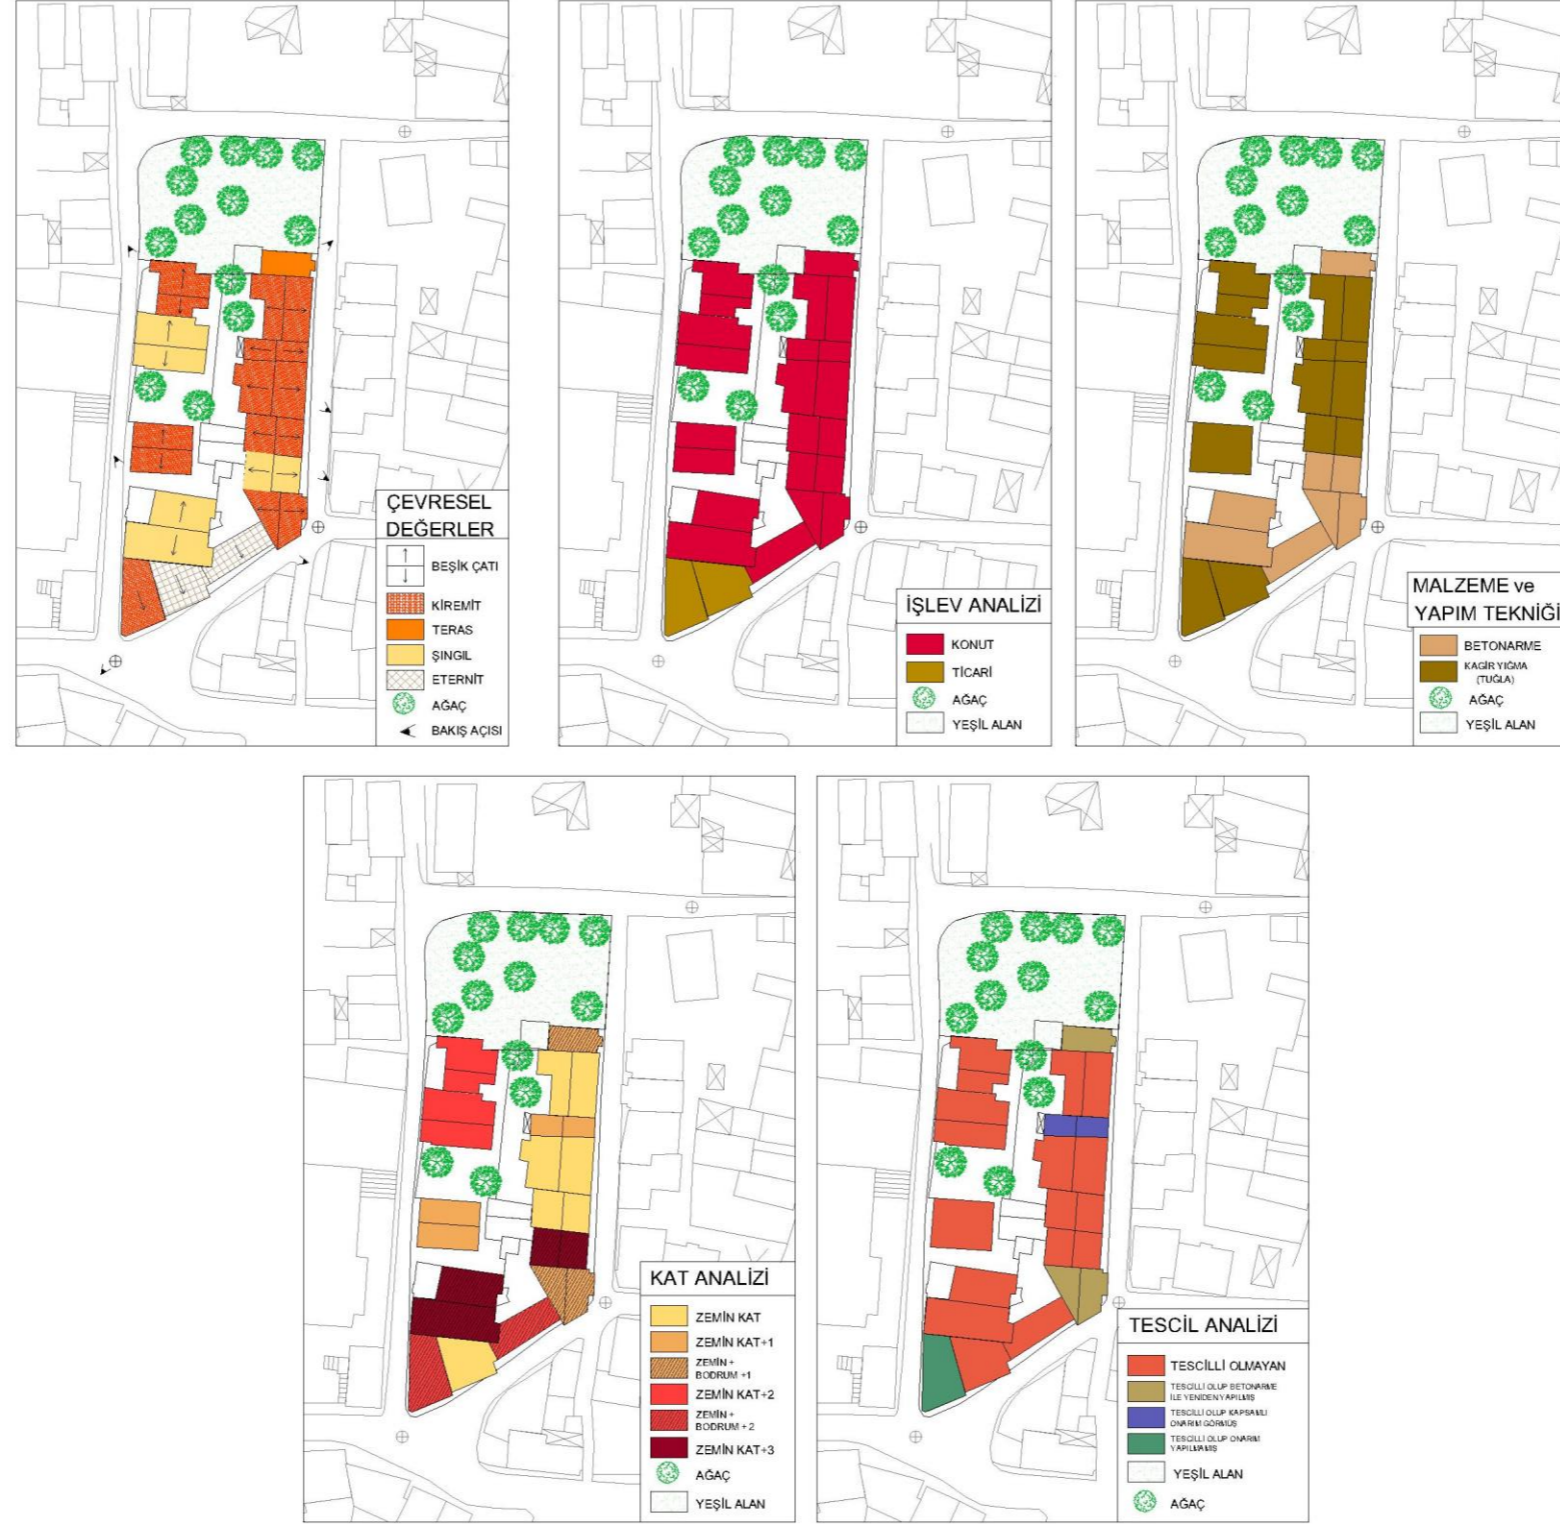 ÇEVRESEL
DEĞERLER
BEŞİK ÇATI
KİREMİT
TERAS
ŞINGIL
ETERNİT
AĞAÇ
BAKIŞ AÇISI
İŞLEV ANALİZİ
KONUT
TİCARİ
AĞAÇ
YEŞİL ALAN
MALZEME ve
YAPIM TEKNİĞİ
BETONARME
KAGİR YIĞMA
(TUĞLA)
AĞAÇ
YEŞİL ALAN
KAT ANALİZİ
ZEMİN KAT
ZEMİN KAT+1
ZEMİN +
BODRUM +1
ZEMİN KAT+2
ZEMİN +
BODRUM +2
ZEMİN KAT+3
AĞAÇ
YEŞİL ALAN
TESCİL ANALİZİ
TESCİLLİ OLMAYAN
TESCİLLİ OLUP BETONARME
İLE YENİDEN YAPILMIŞ
TESCİLLİ OLUP KAPSAMLI
ONARIM GÖRMÜŞ
TESCİLLİ OLUP ONARIM
YAPILMAMIŞ
YEŞİL ALAN
AĞAÇ